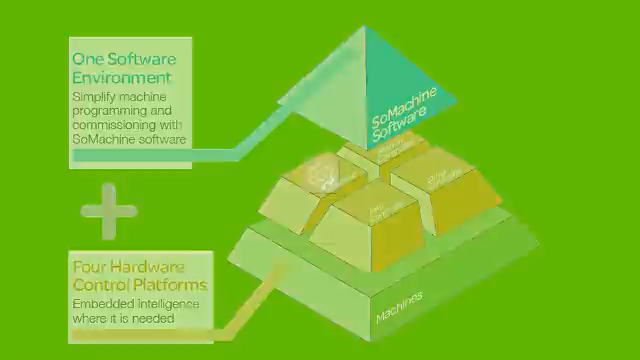 One Software
Environment
Simplify machine
programming and
commissioning with
SoMachine software
SoMachine
Software
Four Hardware
Control Platforms
Embedded intelligence
where it is needed
Machines